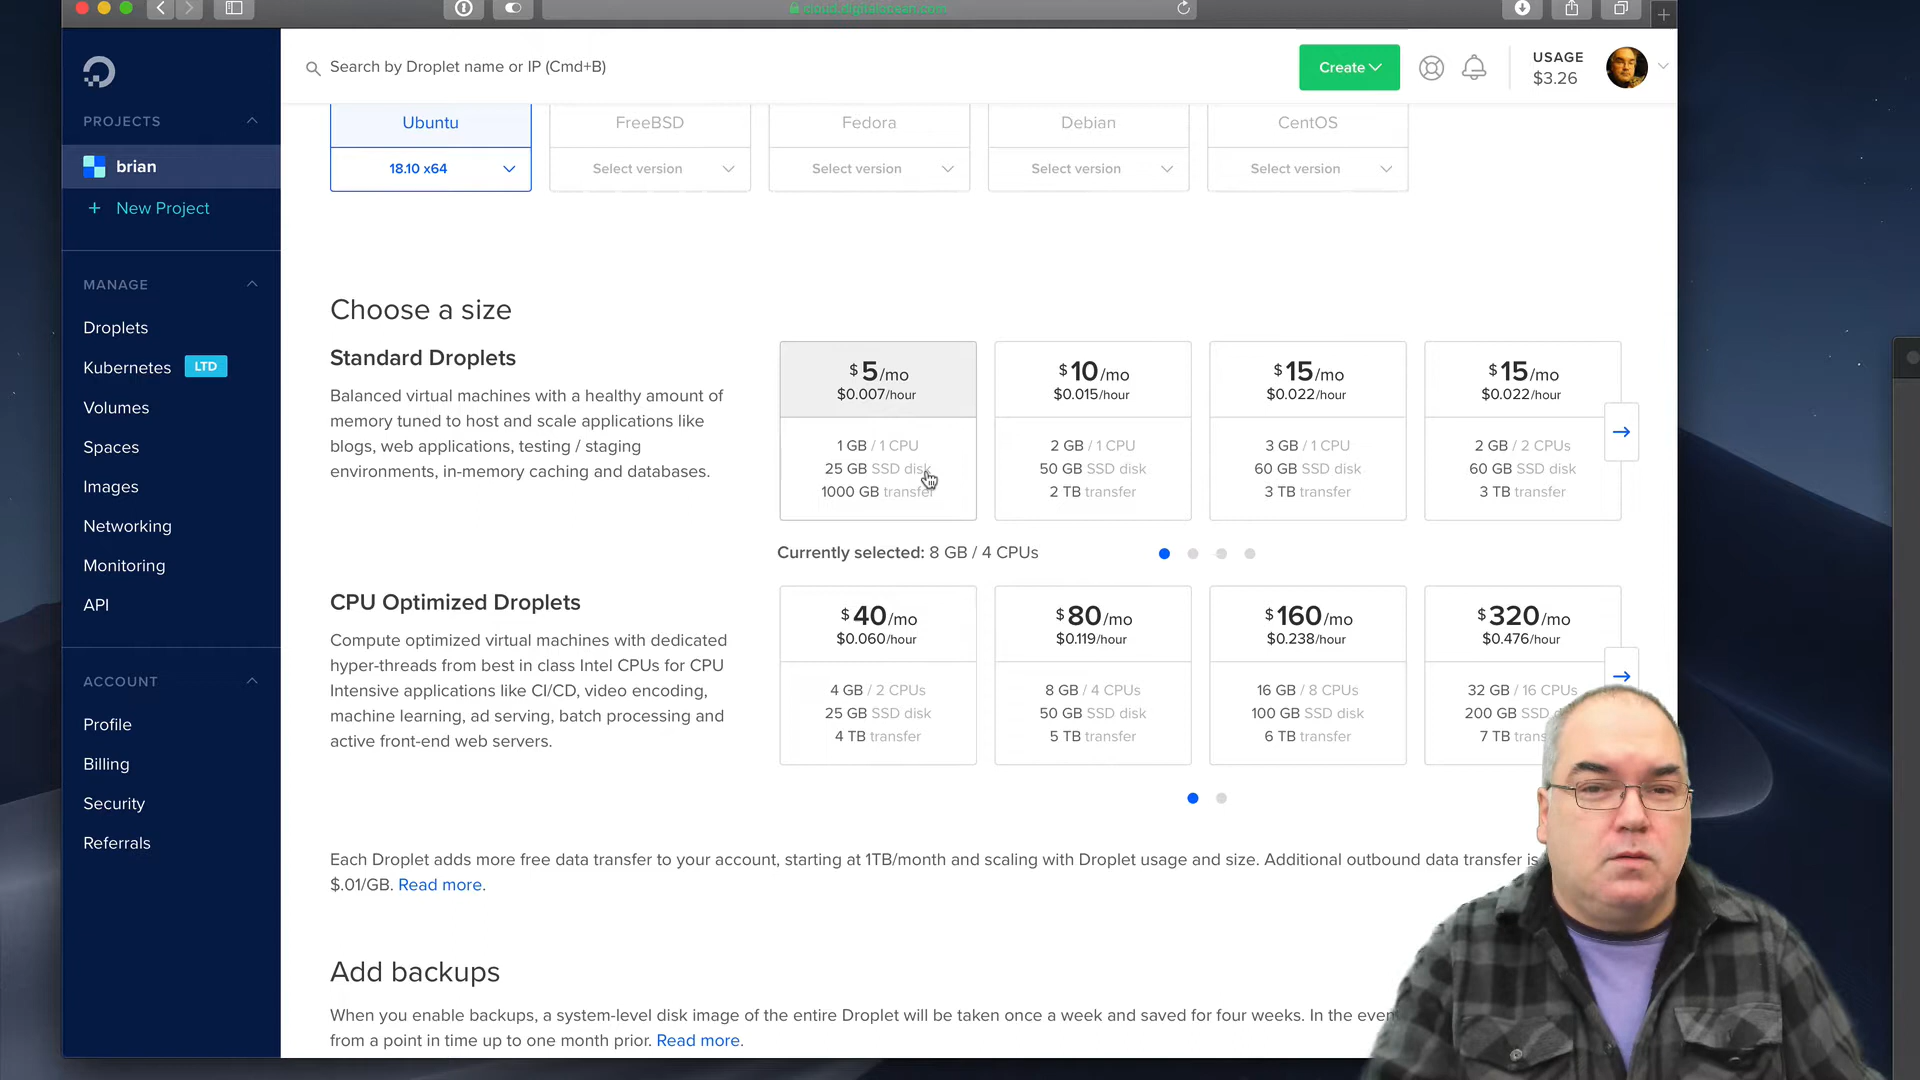 cloud.digitalocean.com
Search by Droplet name or IP (Cmd+B)
Create
USAGE
$3.26
PROJECTS
brian
+ New Project
MANAGE
Droplets
Kubernetes LTD
Volumes
Spaces
Images
Networking
Monitoring
API
ACCOUNT
Profile
Billing
Security
Referrals
Ubuntu
18.10 x64
FreeBSD
Select version
Fedora
Select version
Debian
Select version
CentOS
Select version
Choose a size
Standard Droplets
Balanced virtual machines with a healthy amount of
memory tuned to host and scale applications like
blogs, web applications, testing / staging
environments, in-memory caching and databases.
$5/mo
$0.007/hour
1 GB / 1 CPU
25 GB SSD disk
1000 GB transfer
$10/mo
$0.015/hour
2 GB / 1 CPU
50 GB SSD disk
2 TB transfer
$15/mo
$0.022/hour
3 GB / 1 CPU
60 GB SSD disk
3 TB transfer
$15/mo
$0.022/hour
2 GB / 2 CPUs
60 GB SSD disk
3 TB transfer
Currently selected: 8 GB / 4 CPUs
CPU Optimized Droplets
Compute optimized virtual machines with dedicated
hyper-threads from best in class Intel CPUs for CPU
Intensive applications like CI/CD, video encoding,
machine learning, ad serving, batch processing and
active front-end web servers.
$40/mo
$0.060/hour
4 GB / 2 CPUs
25 GB SSD disk
4 TB transfer
$80/mo
$0.119/hour
8 GB / 4 CPUs
50 GB SSD disk
5 TB transfer
$160/mo
$0.238/hour
16 GB / 8 CPUs
100 GB SSD disk
6 TB transfer
$320/mo
$0.476/hour
32 GB / 16 CPUs
200 GB SSD
7 TB
Each Droplet adds more free data transfer to your account, starting at 1TB/month and scaling with Droplet usage and size. Additional outbound data transfer is
$.01/GB. Read more.
Add backups
When you enable backups, a system-level disk image of the entire Droplet will be taken once a week and saved for four weeks. In the
from a point in time up to one month prior. Read more.